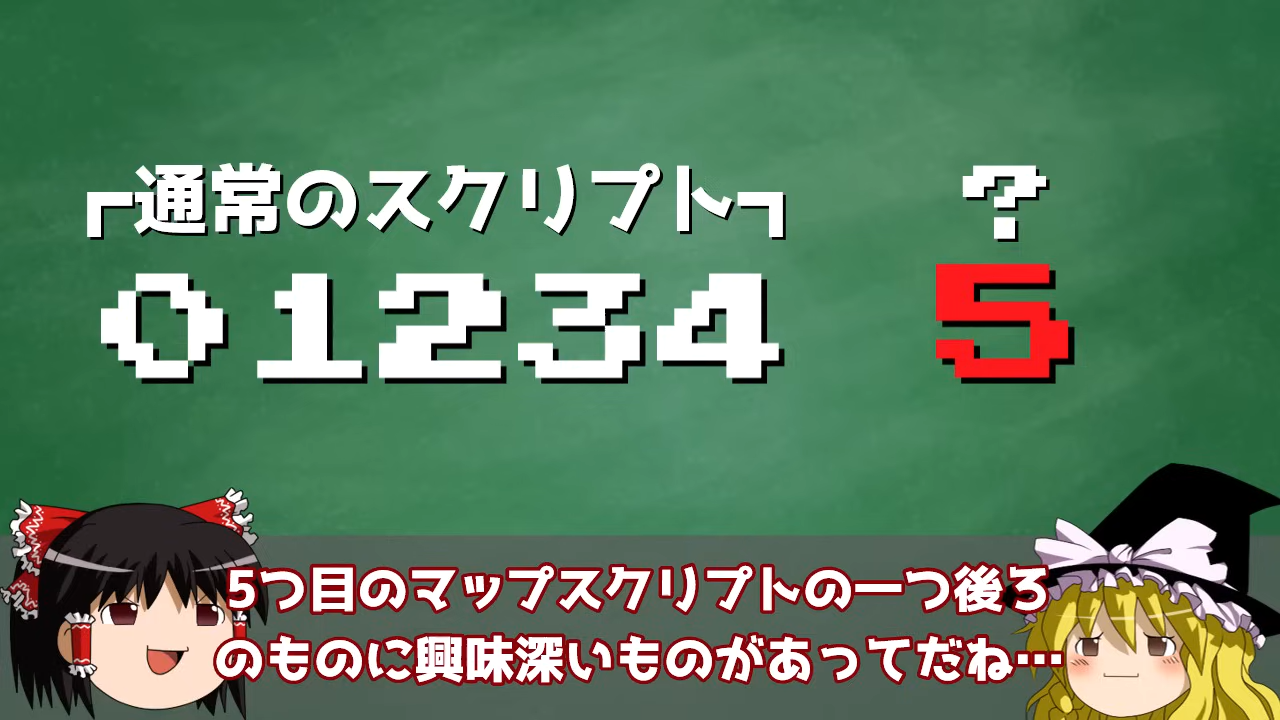 ┏通常のスクリプト┓ ?
01234 5
5つ目のマップスクリプトの一つ後ろ
のものに興味深いものがあってだね…